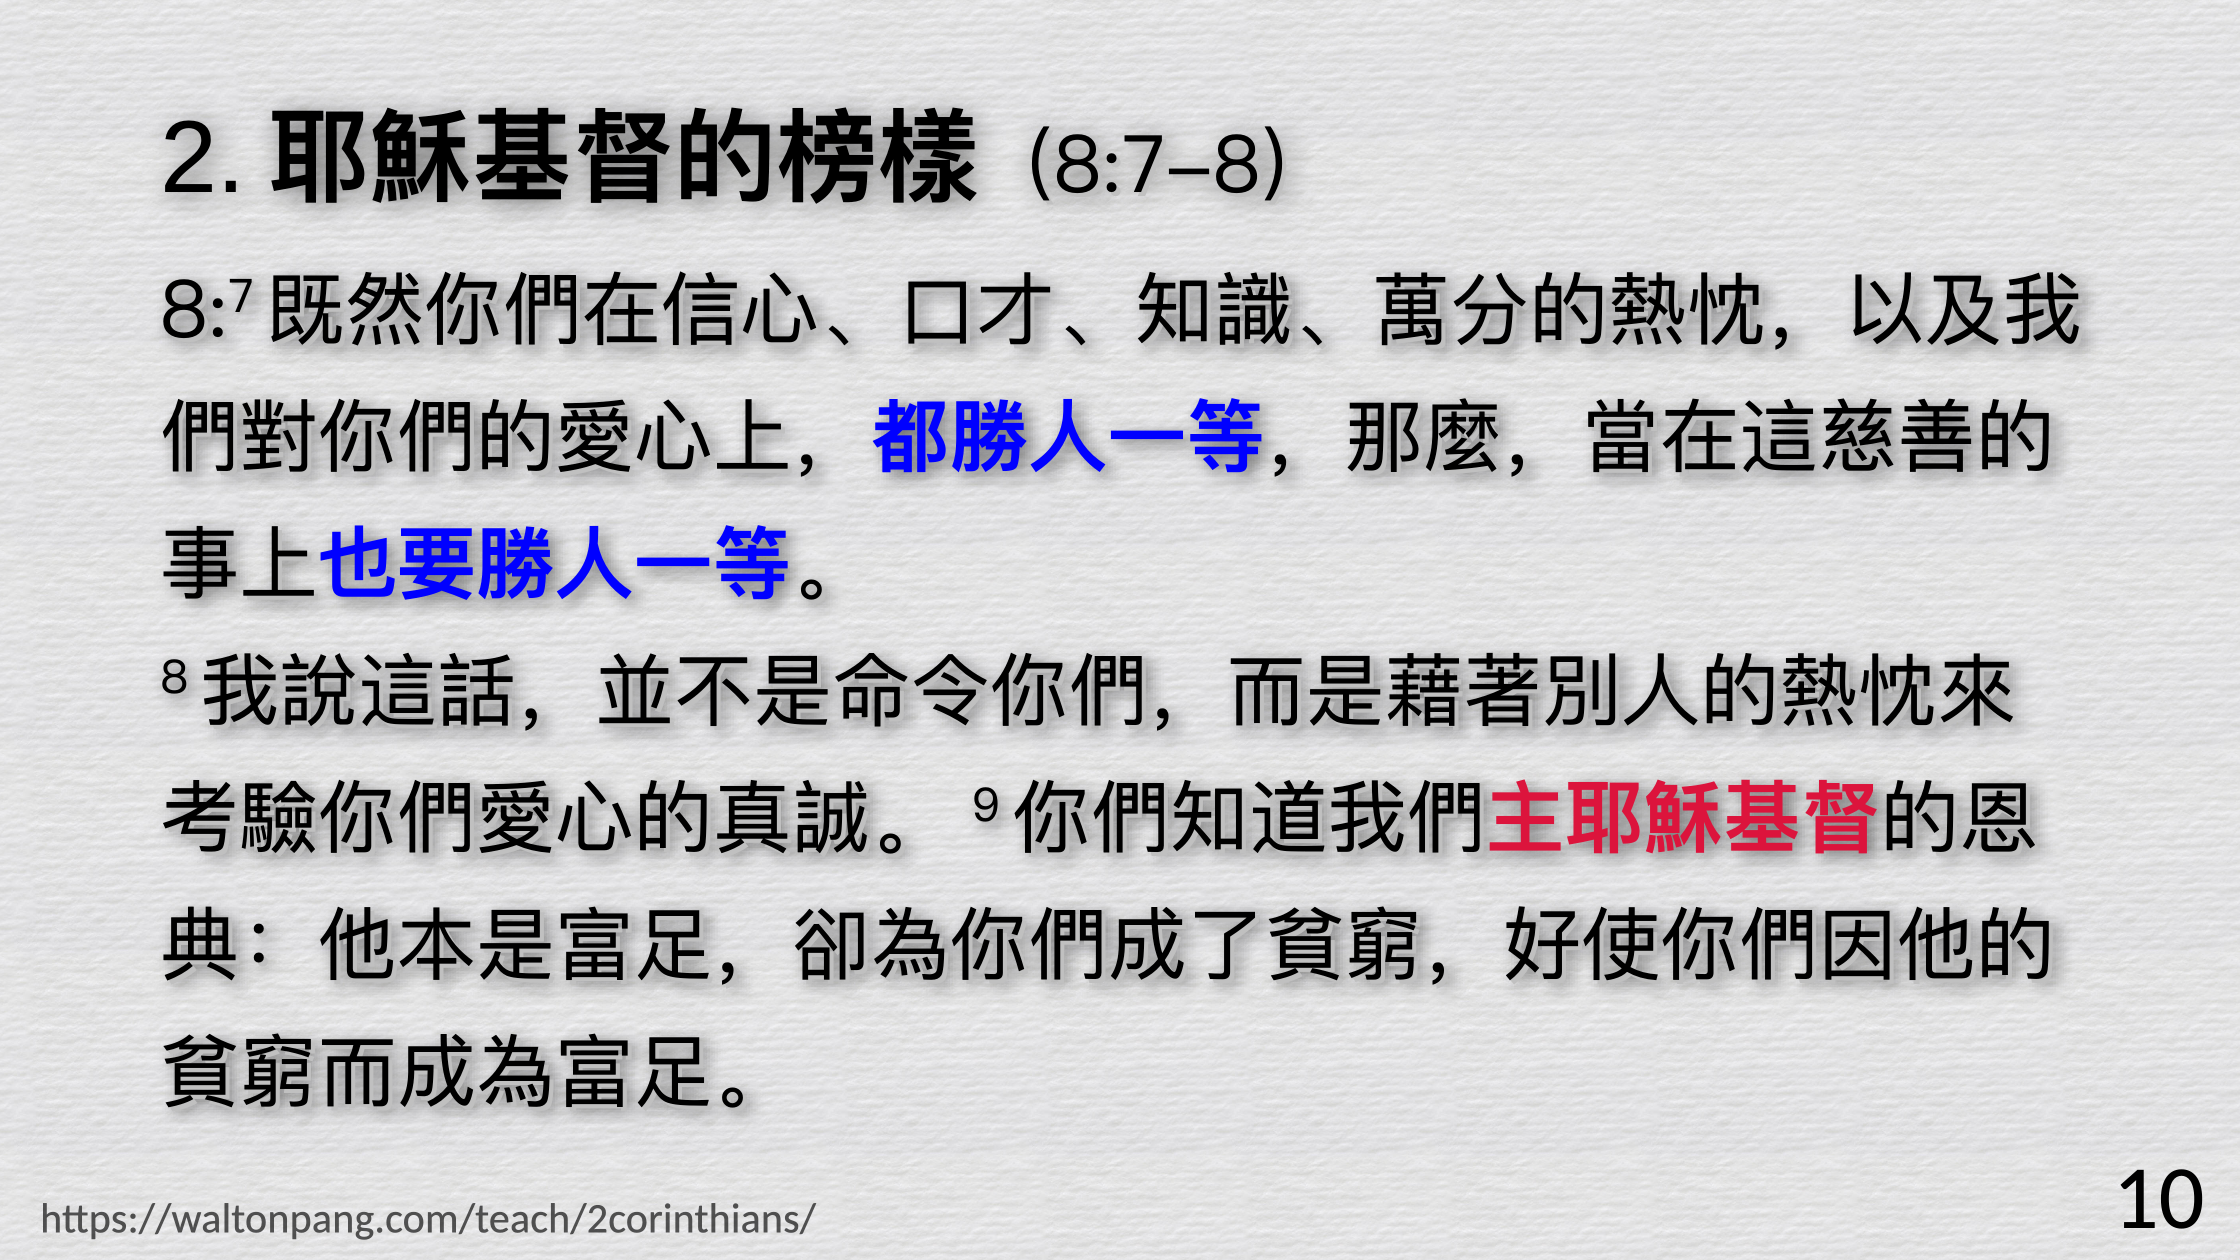 2. 耶穌基督的榜樣 (8:7–8)
8:7 既然你們在信心、口才、知識、萬分的熱忱，以及我
們對你們的愛心上，都勝人一等，那麼，當在這慈善的
事上也要勝人一等。
8 我說這話，並不是命令你們，而是藉著別人的熱忱來
考驗你們愛心的真誠。 9 你們知道我們主耶穌基督的恩
典：他本是富足，卻為你們成了貧窮，好使你們因他的
貧窮而成為富足。
https://waltonpang.com/teach/2corinthians/
10